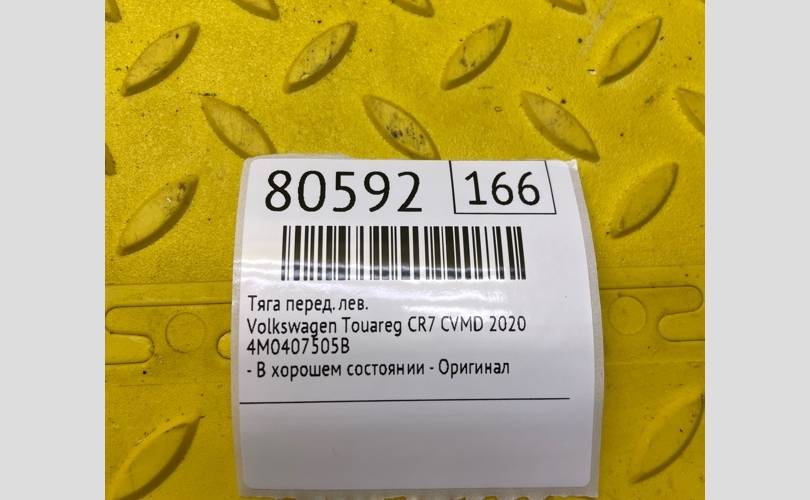 80592 166
Тяга перед. лев.
Volkswagen Touareg CR7 CVMD 2020
4M0407505B
- В хорошем состоянии - Оригинал